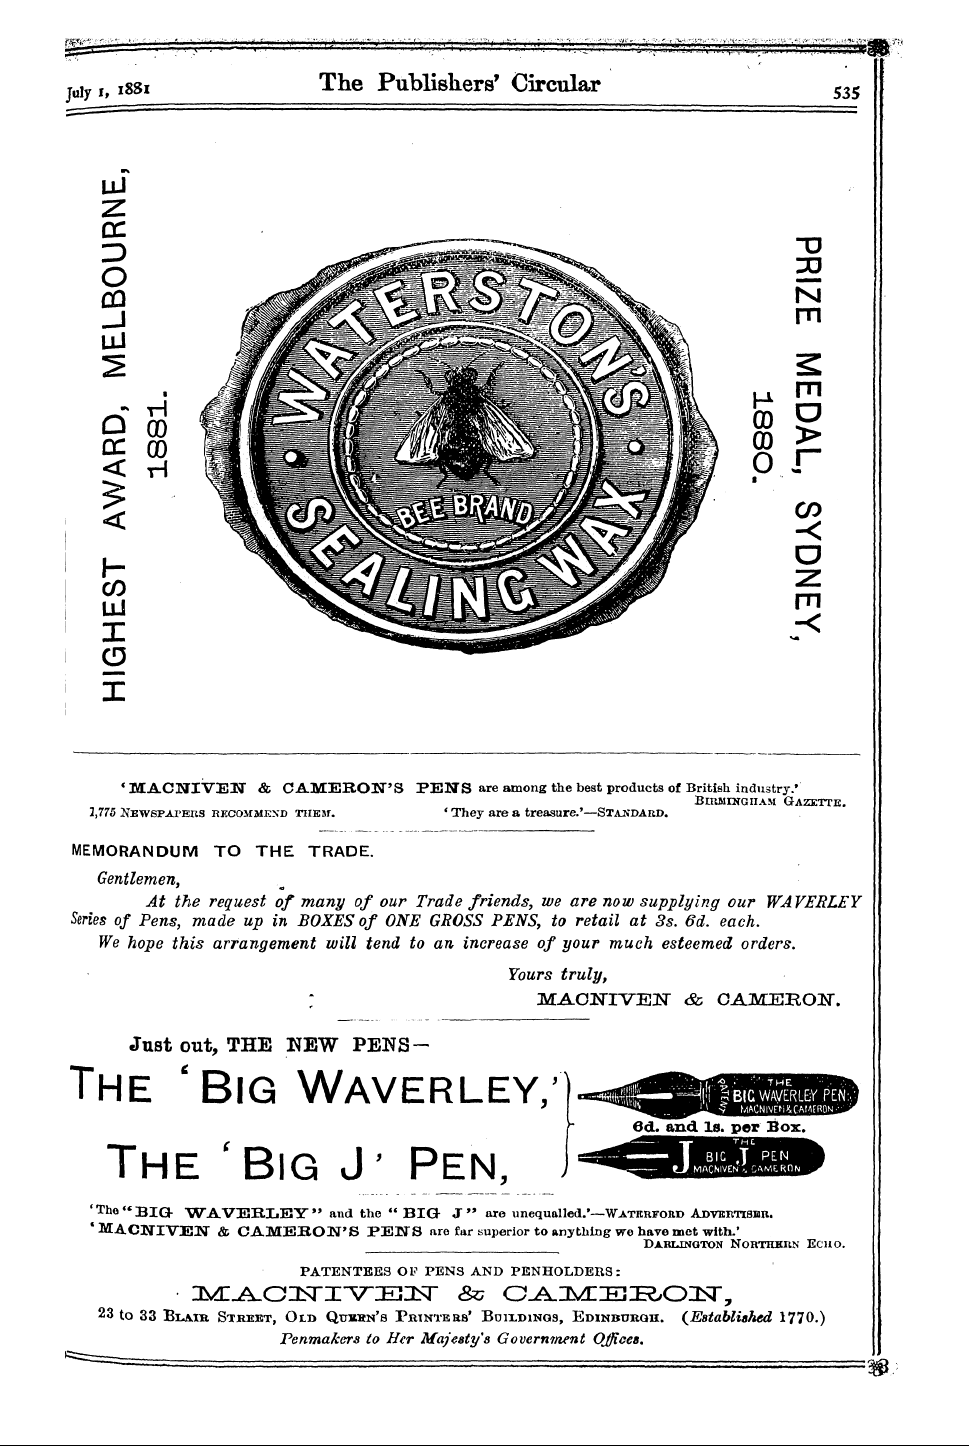 July 1, 1881 The Publishers' Circular 535
HIGHEST AWARD, MELBOURNE,
1881.
WATERSTON'S
BEE BRAND
SEALING WAX
PRIZE MEDAL, SYDNEY,
1880.
'MACNIVEN & CAMERON'S PENS are among the best products of British industry.'
BIRMINGHAM GAZETTE.
1,775 NEWSPAPERS RECOMMEND THEM. 'They are a treasure.'—STANDARD.
MEMORANDUM TO THE TRADE.
Gentlemen,
At the request of many of our Trade friends, we are now supplying our WAVERLEY
Series of Pens, made up in BOXES of ONE GROSS PENS, to retail at 3s. 6d. each.
We hope this arrangement will tend to an increase of your much esteemed orders.
Yours truly,
MACNIVEN & CAMERON.
Just out, THE NEW PENS—
THE 'BIG WAVERLEY,'
PATENT
THE
BIG WAVERLEY PEN
MACNIVEN & CAMERON
6d. and 1s. per Box.
THE 'BIG J' PEN,
J
THE
BIG J PEN
MACNIVEN & CAMERON
'The "BIG WAVERLEY" and the "BIG J" are unequalled.'—WATERFORD ADVERTISER.
'MACNIVEN & CAMERON'S PENS are far superior to anything we have met with.'
DARLINGTON NORTHERN ECHO.
PATENTEES OF PENS AND PENHOLDERS:
MACNIVEN & CAMERON,
23 to 33 BLAIR STREET, OLD QUEEN'S PRINTERS' BUILDINGS, EDINBURGH. (Established 1770.)
Penmakers to Her Majesty's Government Offices.